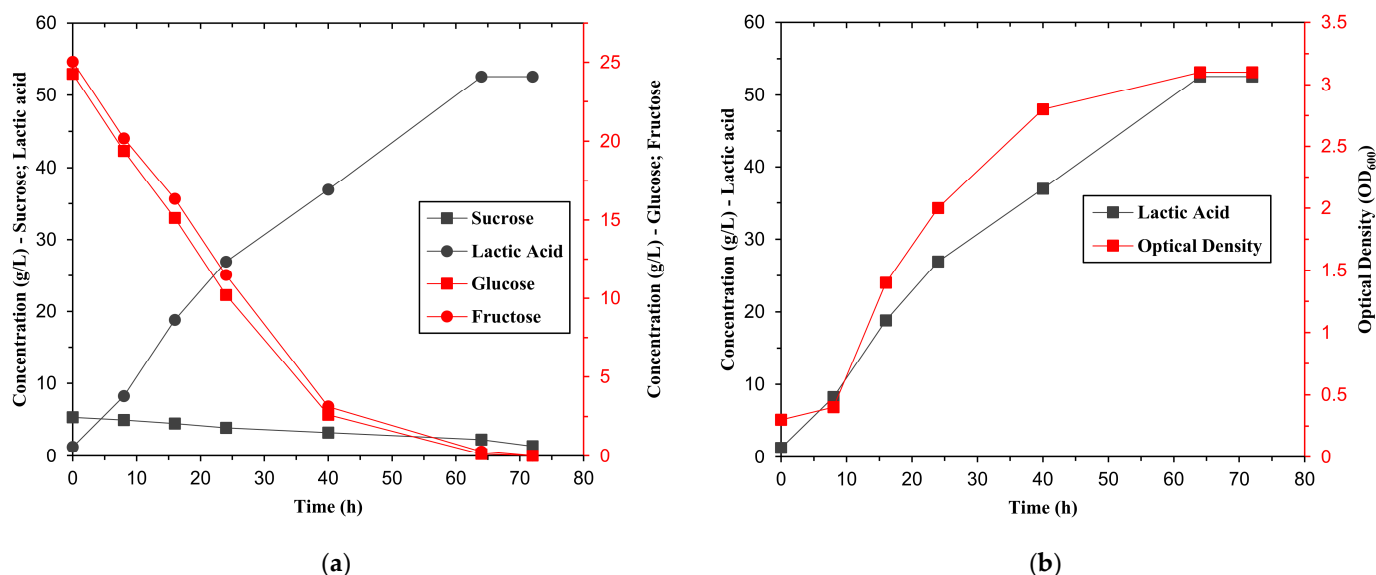 60
50
40
30
20
10
0
Concentration (g/L) - Sucrose; Lactic acid
0 10 20 30 40 50 60 70 80
Time (h)
25
20
15
10
5
0
Concentration (g/L) - Glucose; Fructose
Sucrose
Lactic Acid
Glucose
Fructose
(a)
60
50
40
30
20
10
0
Concentration (g/L) - Lactic acid
0 10 20 30 40 50 60 70 80
Time (h)
3.5
3
2.5
2
1.5
1
0.5
0
Optical Density (OD₆₀₀)
Lactic Acid
Optical Density
(b)